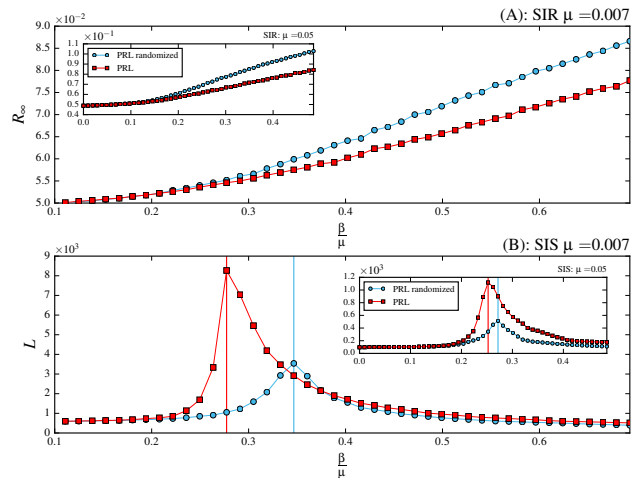 (A): SIR μ=0.007
×10⁻²
9.0
8.5
8.0
7.5
7.0
6.5
6.0
5.5
5.0
R∞
×10⁻¹
SIR: μ=0.05
1.1
1.0
0.9
0.8
0.7
0.6
0.5
0.4
PRL randomized
PRL
0.0 0.1 0.2 0.3 0.4
0.1 0.2 0.3 0.4 0.5 0.6
β
μ
(B): SIS μ=0.007
×10³
9
8
7
6
5
4
3
2
1
0
L
×10³
SIS: μ=0.05
1.2
1.0
0.8
0.6
0.4
0.2
0.0
PRL randomized
PRL
0.0 0.1 0.2 0.3 0.4
0.1 0.2 0.3 0.4 0.5 0.6
β
μ